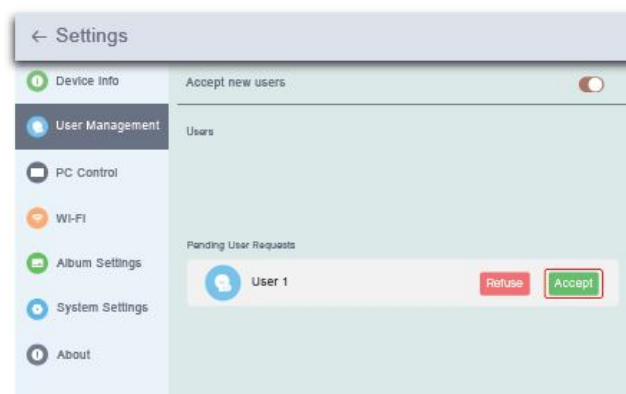 ← Settings
Device Info
Accept new users
User Management
Users
PC Control
WI-FI
Pending User Requests
Album Settings
User 1
Refuse
Accept
System Settings
About